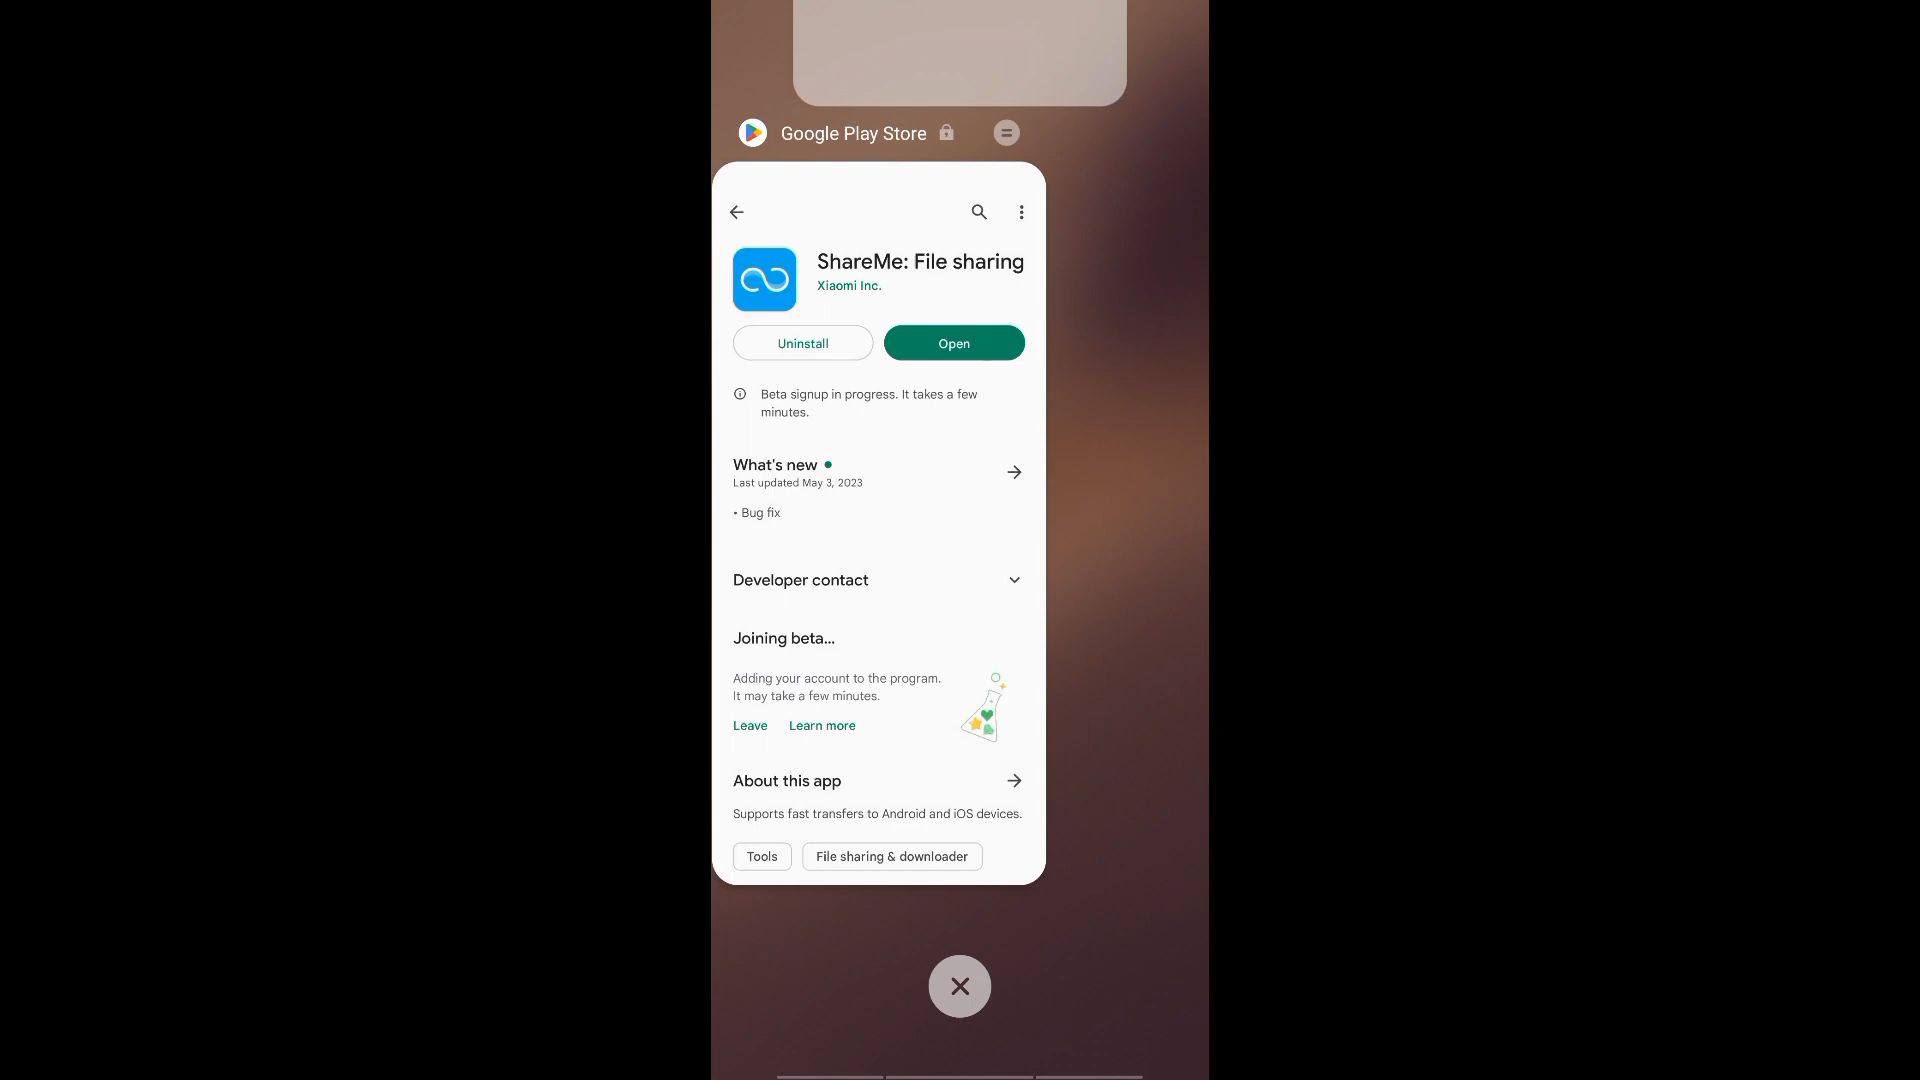 Google Play Store
ShareMe: File sharing
Xiaomi Inc.
Uninstall
Open
Beta signup in progress. It takes a few
minutes.
What's new
Last updated May 3, 2023
• Bug fix
Developer contact
Joining beta...
Adding your account to the program.
It may take a few minutes.
Leave
Learn more
About this app
Supports fast transfers to Android and iOS devices.
Tools
File sharing & downloader